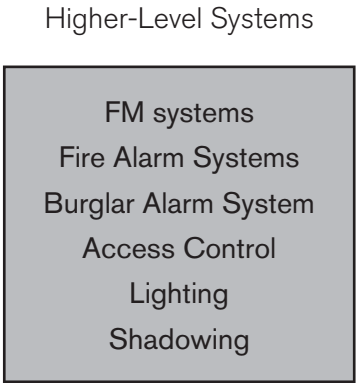 Higher-Level Systems
FM systems
Fire Alarm Systems
Burglar Alarm System
Access Control
Lighting
Shadowing